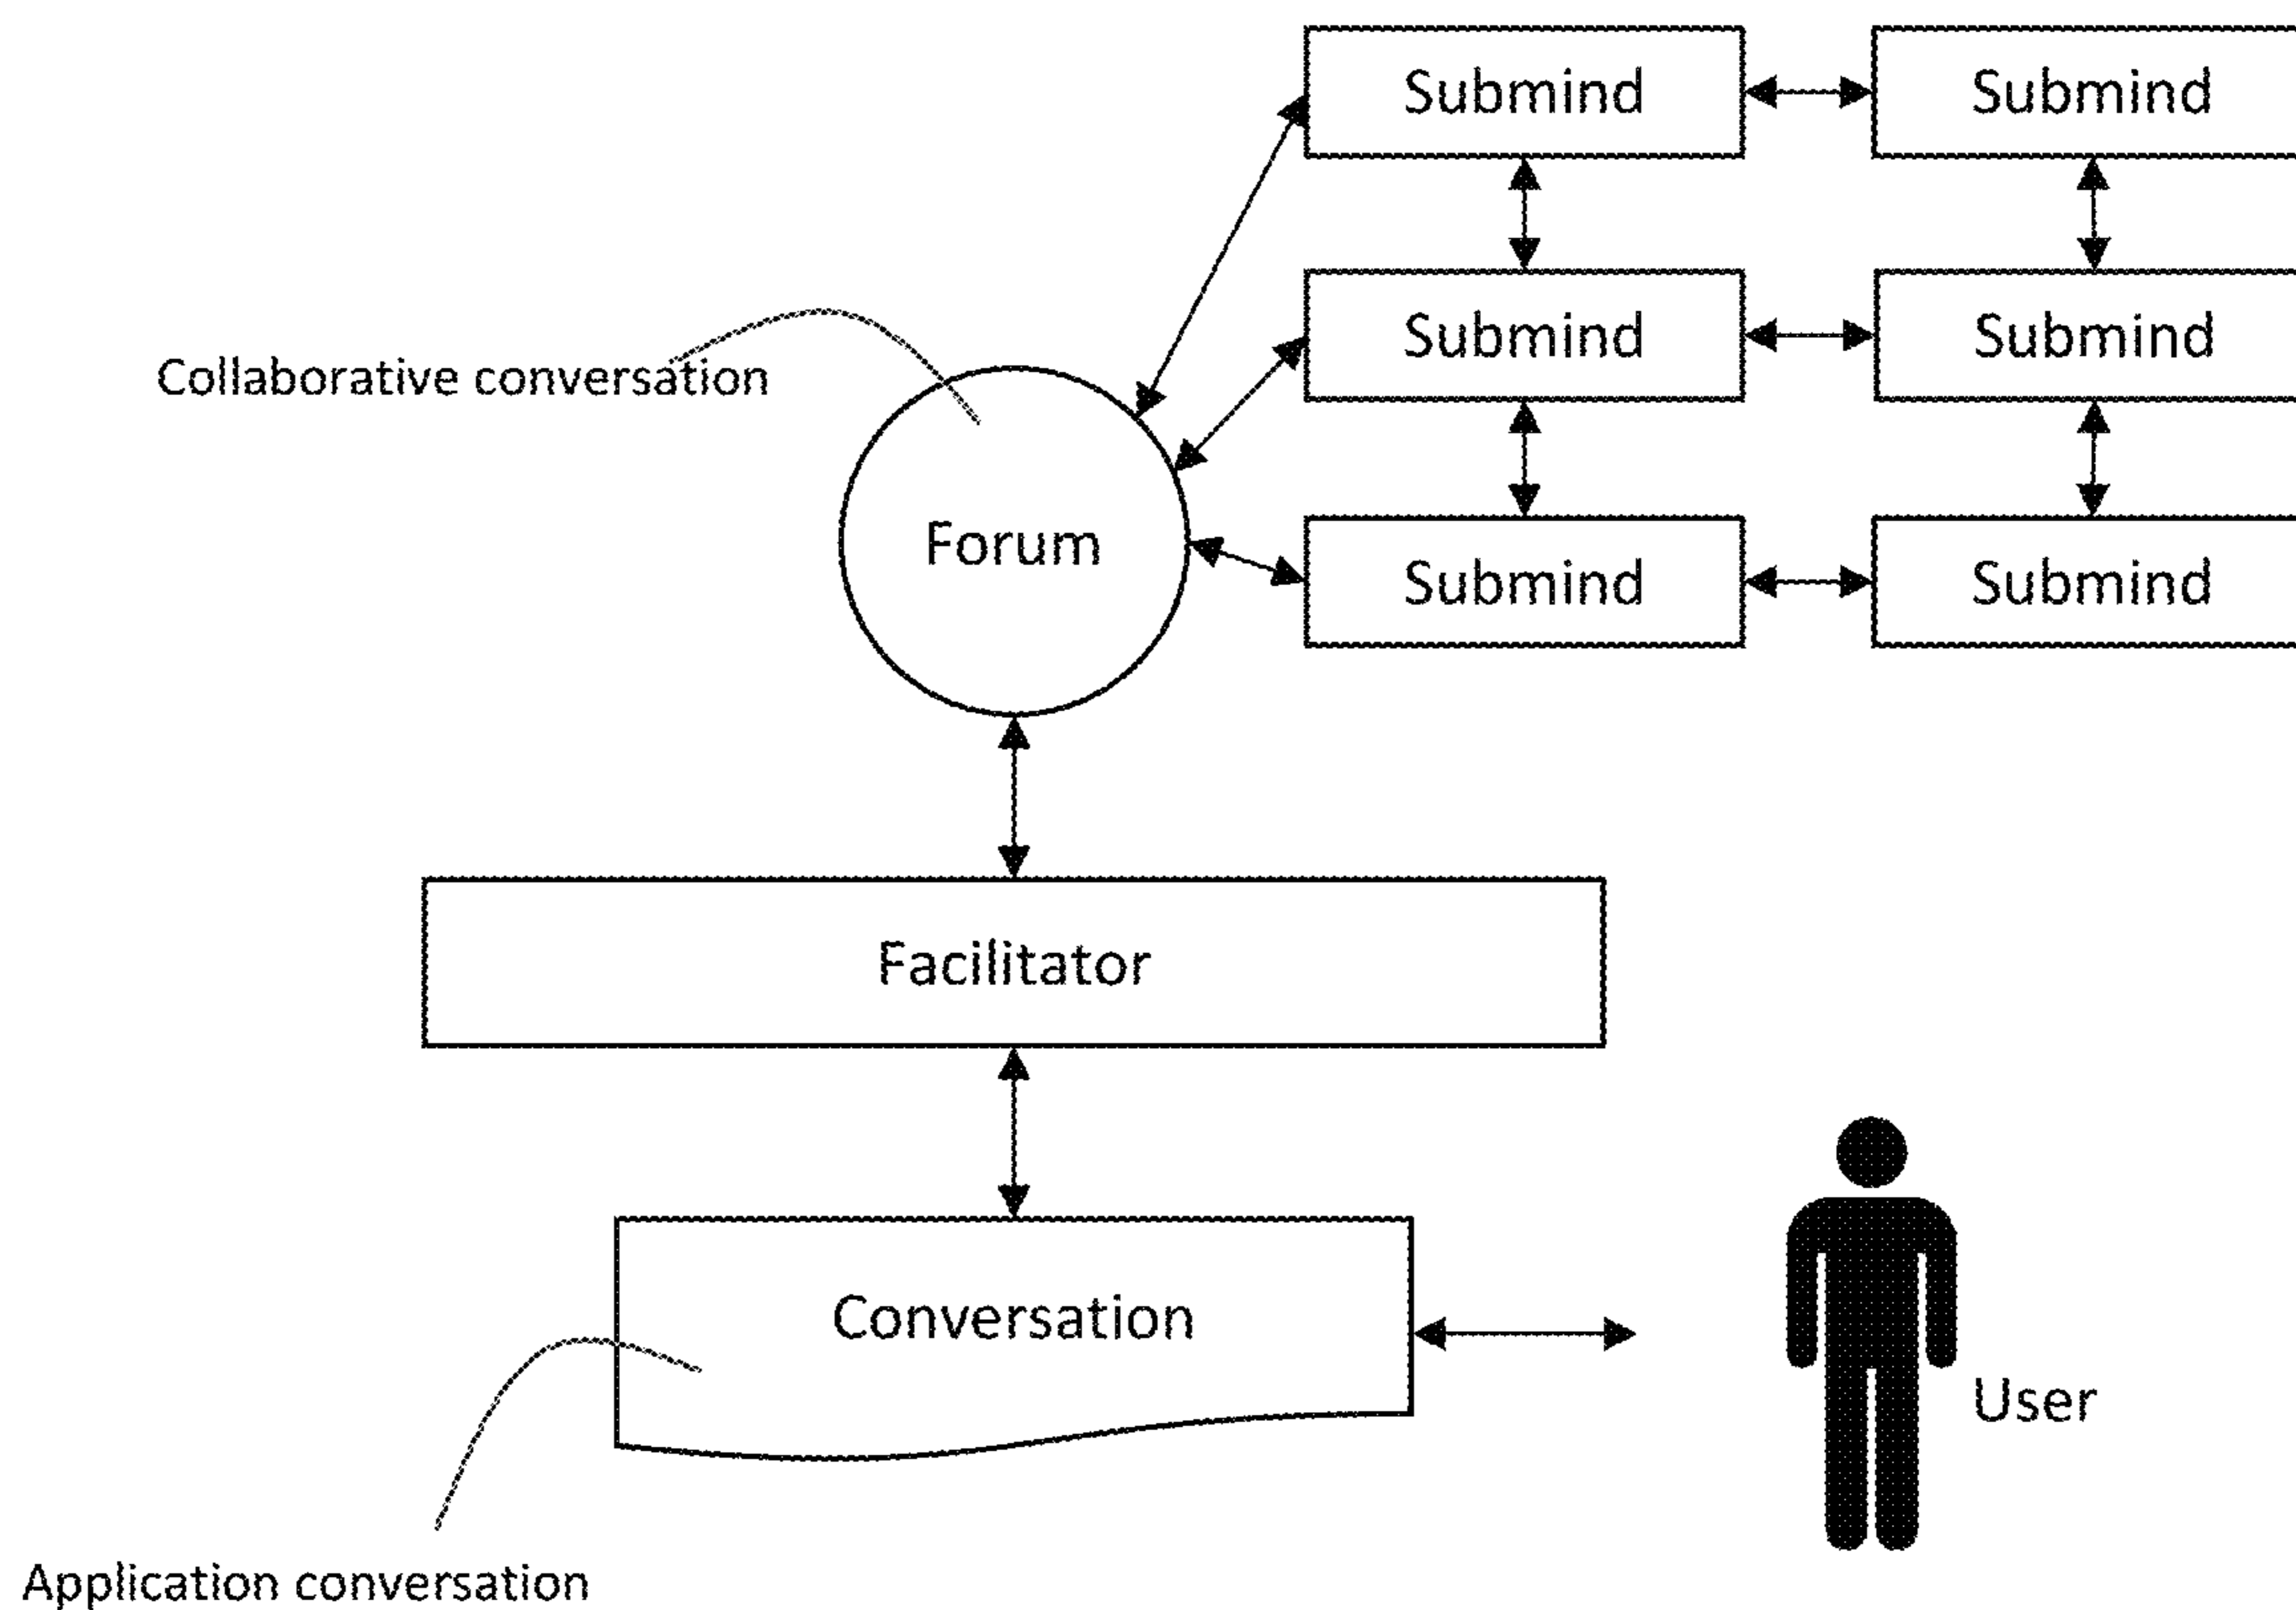 Submind
Submind
Collaborative conversation
Submind
Submind
Forum
Submind
Submind
Facilitator
Conversation
User
Application conversation